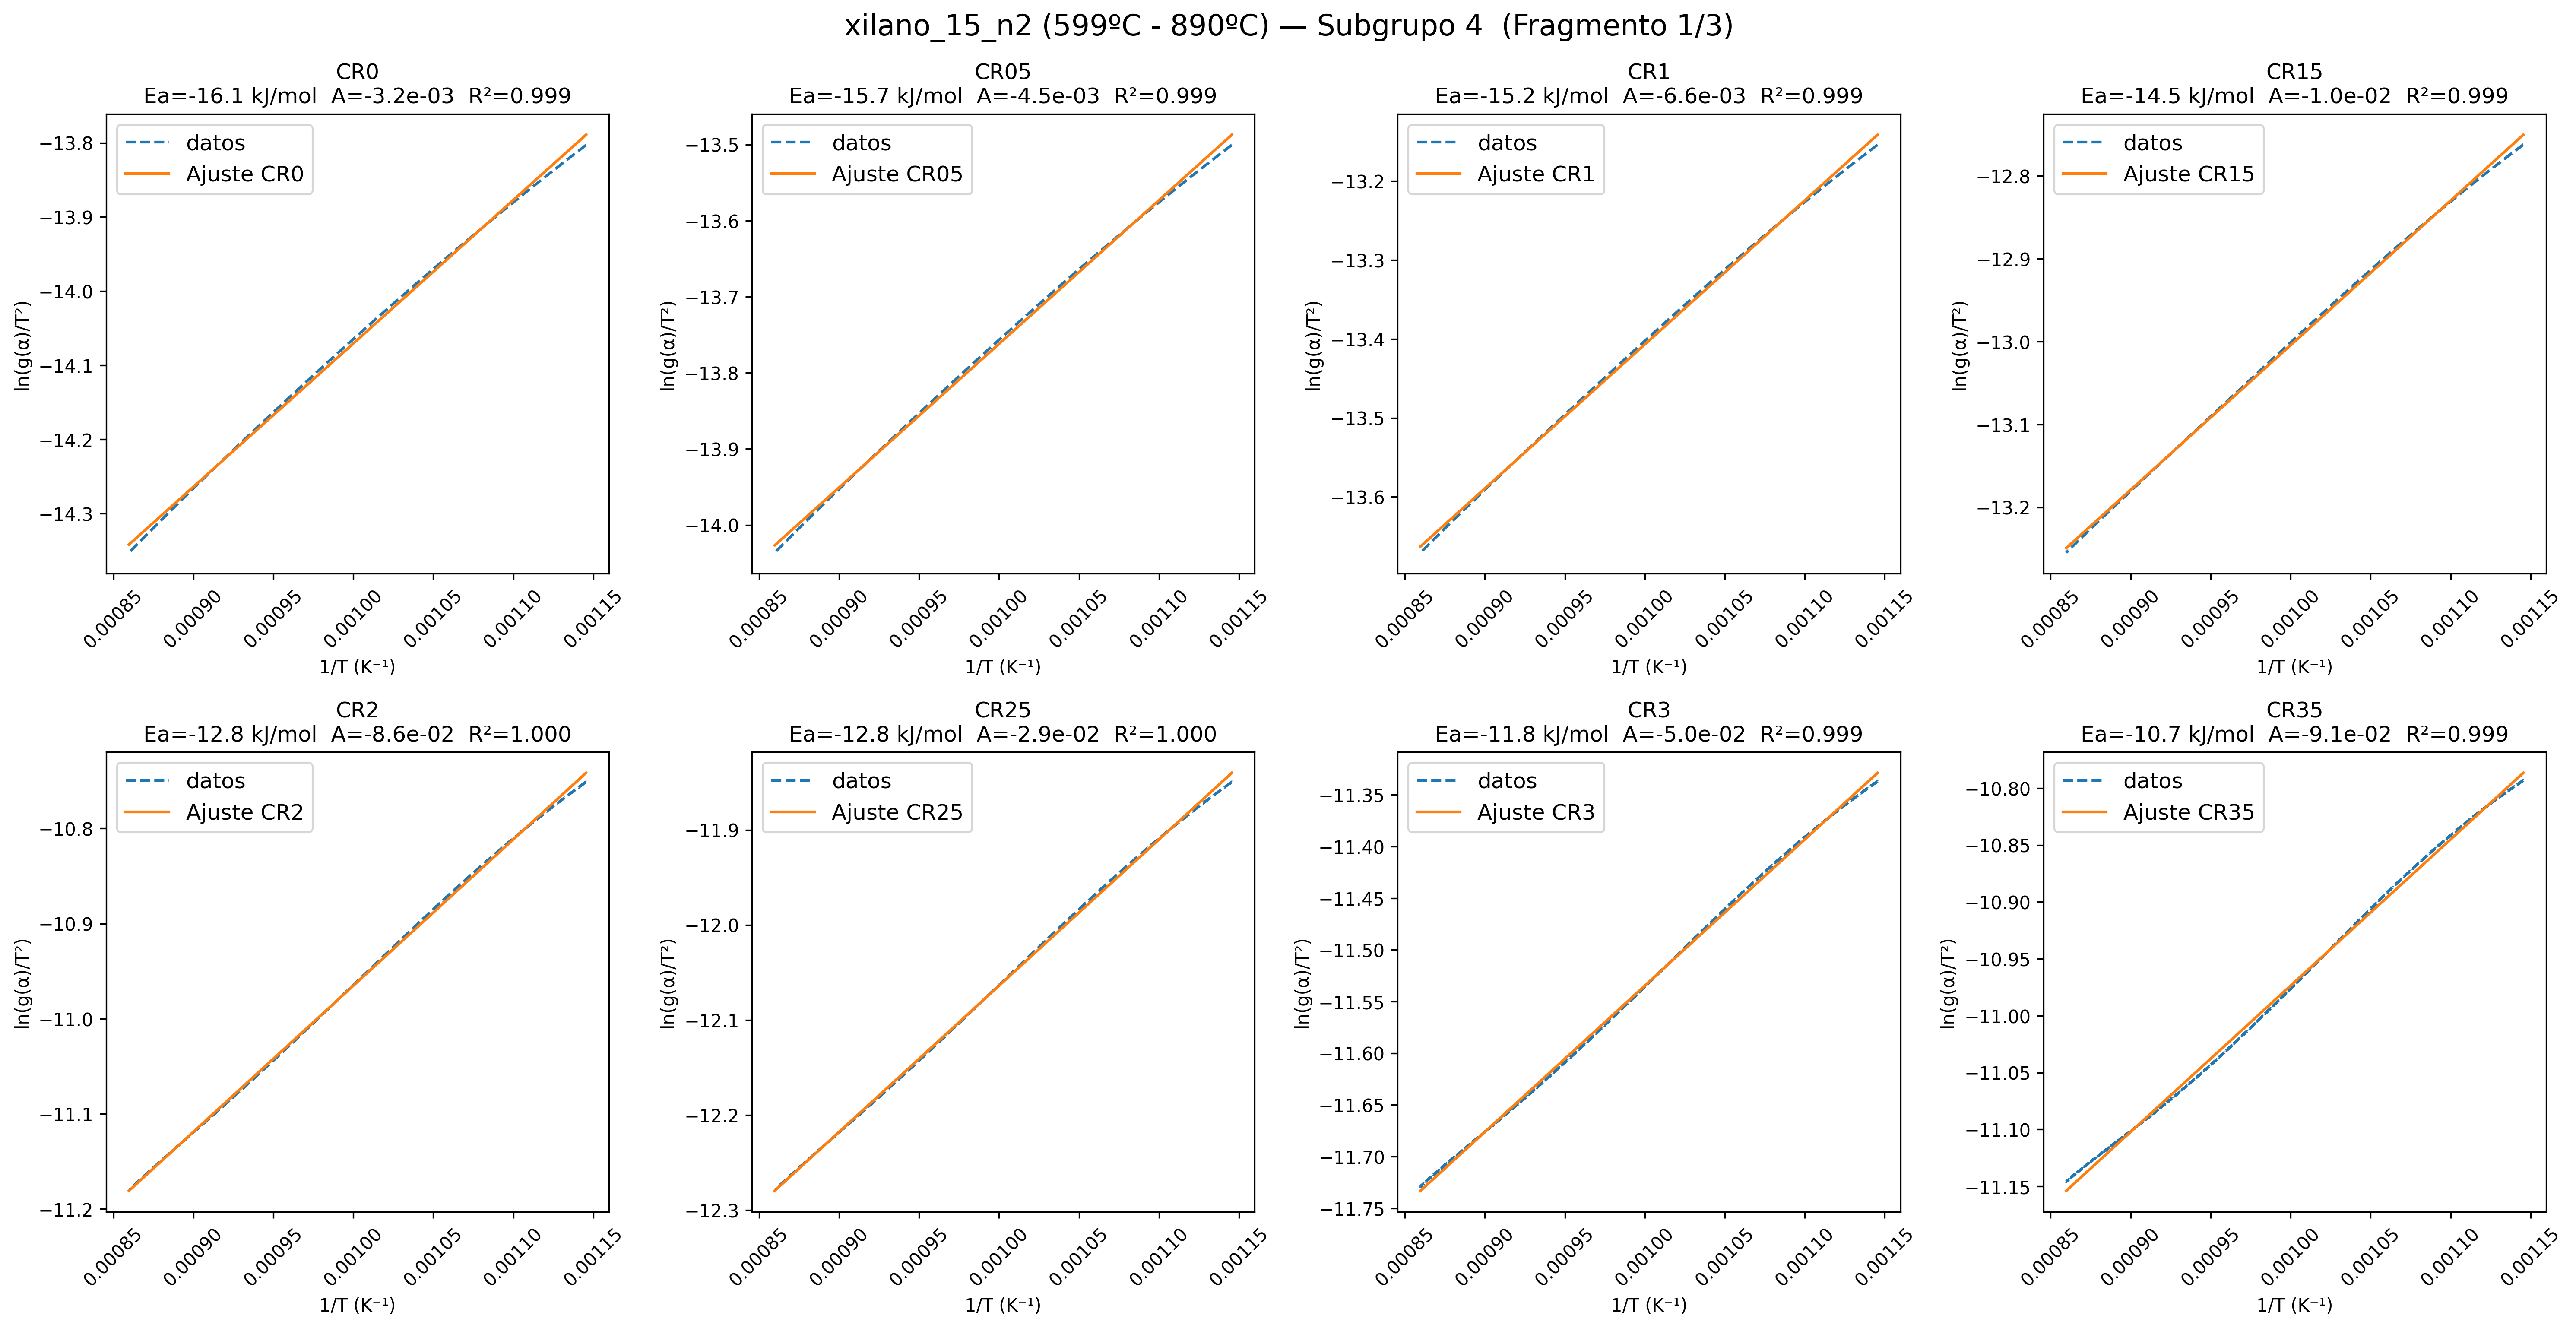 xilano_15_n2 (599ºC - 890ºC) — Subgrupo 4  (Fragmento 1/3)
CR0
Ea=-16.1 kJ/mol  A=-3.2e-03  R²=0.999
datos
Ajuste CR0
ln(g(α)/T²)
−13.8
−13.9
−14.0
−14.1
−14.2
−14.3
0.00085
0.00090
0.00095
0.00100
0.00105
0.00110
0.00115
1/T (K⁻¹)
CR05
Ea=-15.7 kJ/mol  A=-4.5e-03  R²=0.999
datos
Ajuste CR05
ln(g(α)/T²)
−13.5
−13.6
−13.7
−13.8
−13.9
−14.0
0.00085
0.00090
0.00095
0.00100
0.00105
0.00110
0.00115
1/T (K⁻¹)
CR1
Ea=-15.2 kJ/mol  A=-6.6e-03  R²=0.999
datos
Ajuste CR1
ln(g(α)/T²)
−13.2
−13.3
−13.4
−13.5
−13.6
0.00085
0.00090
0.00095
0.00100
0.00105
0.00110
0.00115
1/T (K⁻¹)
CR15
Ea=-14.5 kJ/mol  A=-1.0e-02  R²=0.999
datos
Ajuste CR15
ln(g(α)/T²)
−12.8
−12.9
−13.0
−13.1
−13.2
0.00085
0.00090
0.00095
0.00100
0.00105
0.00110
0.00115
1/T (K⁻¹)
CR2
Ea=-12.8 kJ/mol  A=-8.6e-02  R²=1.000
datos
Ajuste CR2
ln(g(α)/T²)
−10.8
−10.9
−11.0
−11.1
−11.2
0.00085
0.00090
0.00095
0.00100
0.00105
0.00110
0.00115
1/T (K⁻¹)
CR25
Ea=-12.8 kJ/mol  A=-2.9e-02  R²=1.000
datos
Ajuste CR25
ln(g(α)/T²)
−11.9
−12.0
−12.1
−12.2
−12.3
0.00085
0.00090
0.00095
0.00100
0.00105
0.00110
0.00115
1/T (K⁻¹)
CR3
Ea=-11.8 kJ/mol  A=-5.0e-02  R²=0.999
datos
Ajuste CR3
ln(g(α)/T²)
−11.35
−11.40
−11.45
−11.50
−11.55
−11.60
−11.65
−11.70
−11.75
0.00085
0.00090
0.00095
0.00100
0.00105
0.00110
0.00115
1/T (K⁻¹)
CR35
Ea=-10.7 kJ/mol  A=-9.1e-02  R²=0.999
datos
Ajuste CR35
ln(g(α)/T²)
−10.80
−10.85
−10.90
−10.95
−11.00
−11.05
−11.10
−11.15
0.00085
0.00090
0.00095
0.00100
0.00105
0.00110
0.00115
1/T (K⁻¹)